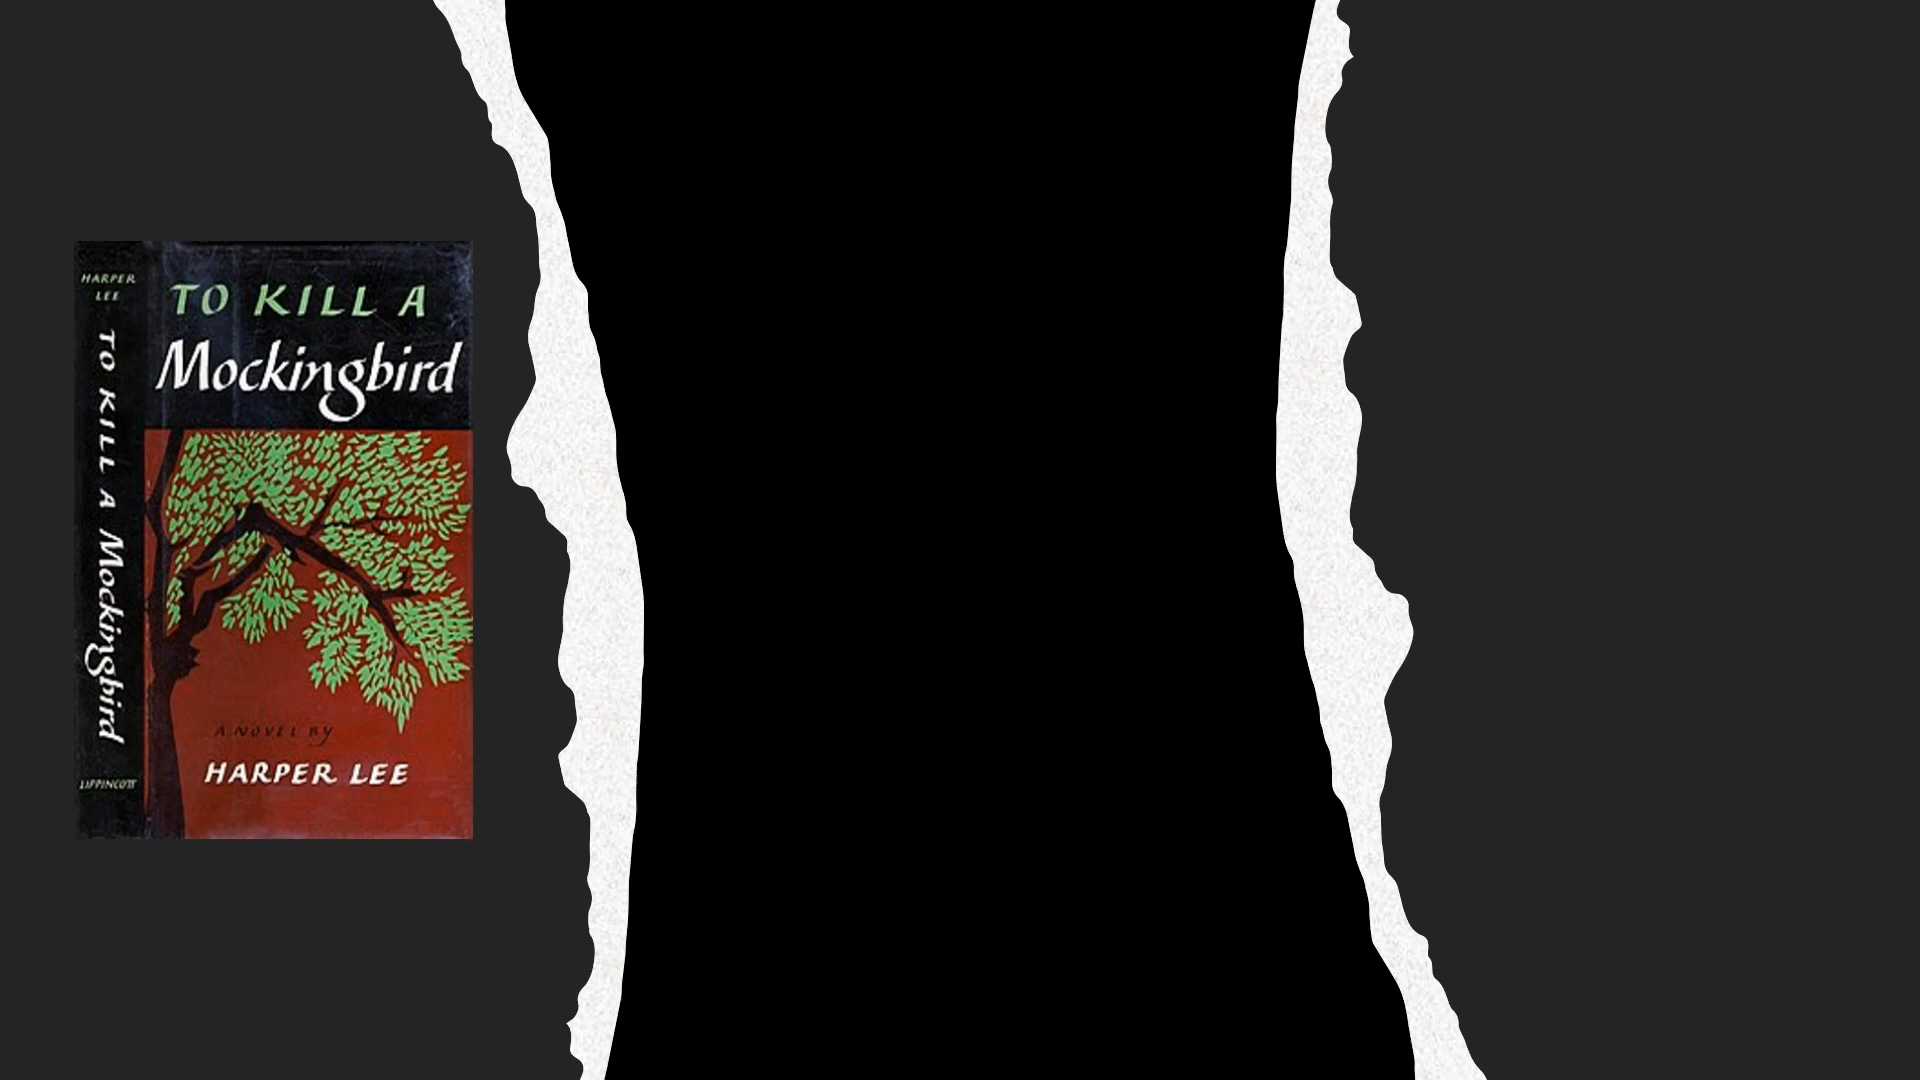 HARPER
LEE
TO KILL A Mockingbird
LIPPINCOTT
TO KILL A
Mockingbird
A NOVEL BY
HARPER LEE